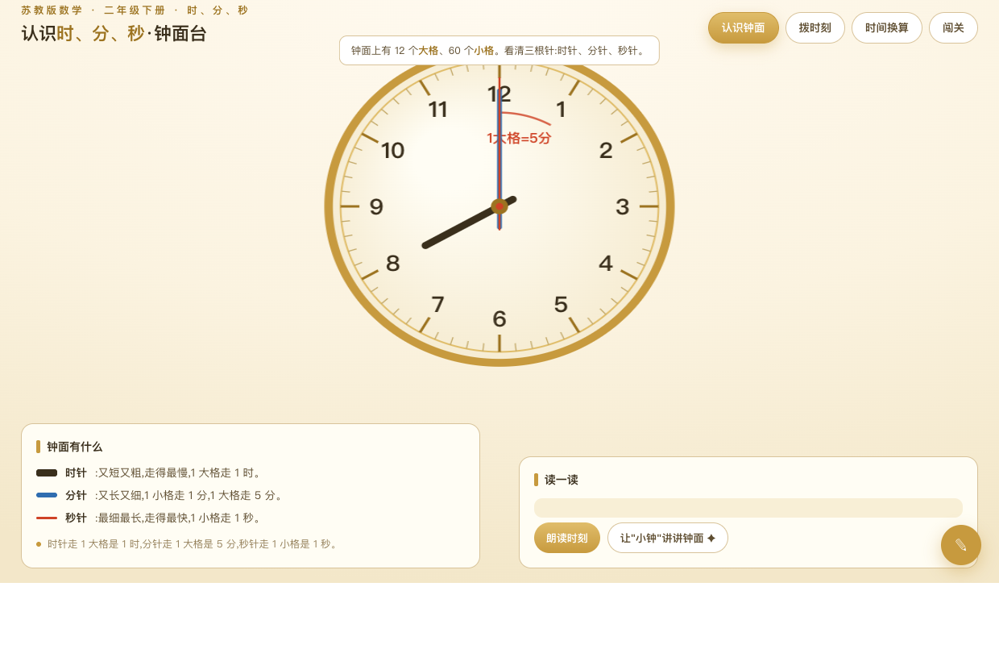 苏教版数学 · 二年级下册 · 时、分、秒
认识时、分、秒·钟面台
认识钟面
拨时刻
时间换算
闯关
钟面上有 12 个大格、60 个小格。看清三根针:时针、分针、秒针。
12
11
1
1大格=5分
10
2
9
3
8
4
7
5
6
钟面有什么
时针 :又短又粗,走得最慢,1 大格走 1 时。
分针 :又长又细,1 小格走 1 分,1 大格走 5 分。
秒针 :最细最长,走得最快,1 小格走 1 秒。
时针走 1 大格是 1 时,分针走 1 大格是 5 分,秒针走 1 小格是 1 秒。
读一读
朗读时刻
让"小钟"讲讲钟面 ✦